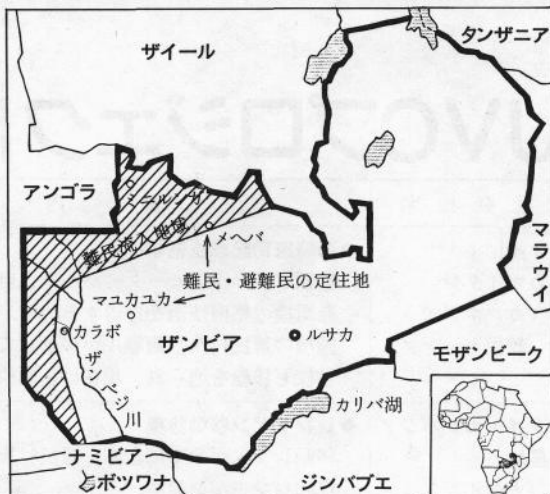 ザイール
タンザニア
アンゴラ
ミニルンガ
難民流入地域
メヘバ
マラウイ
難民・避難民の定住地
マユカユカ
カラボ
ルサカ
ザンビア
モザンビーク
ザンベジ川
カリバ湖
ナミビア
ボツワナ
ジンバブエ